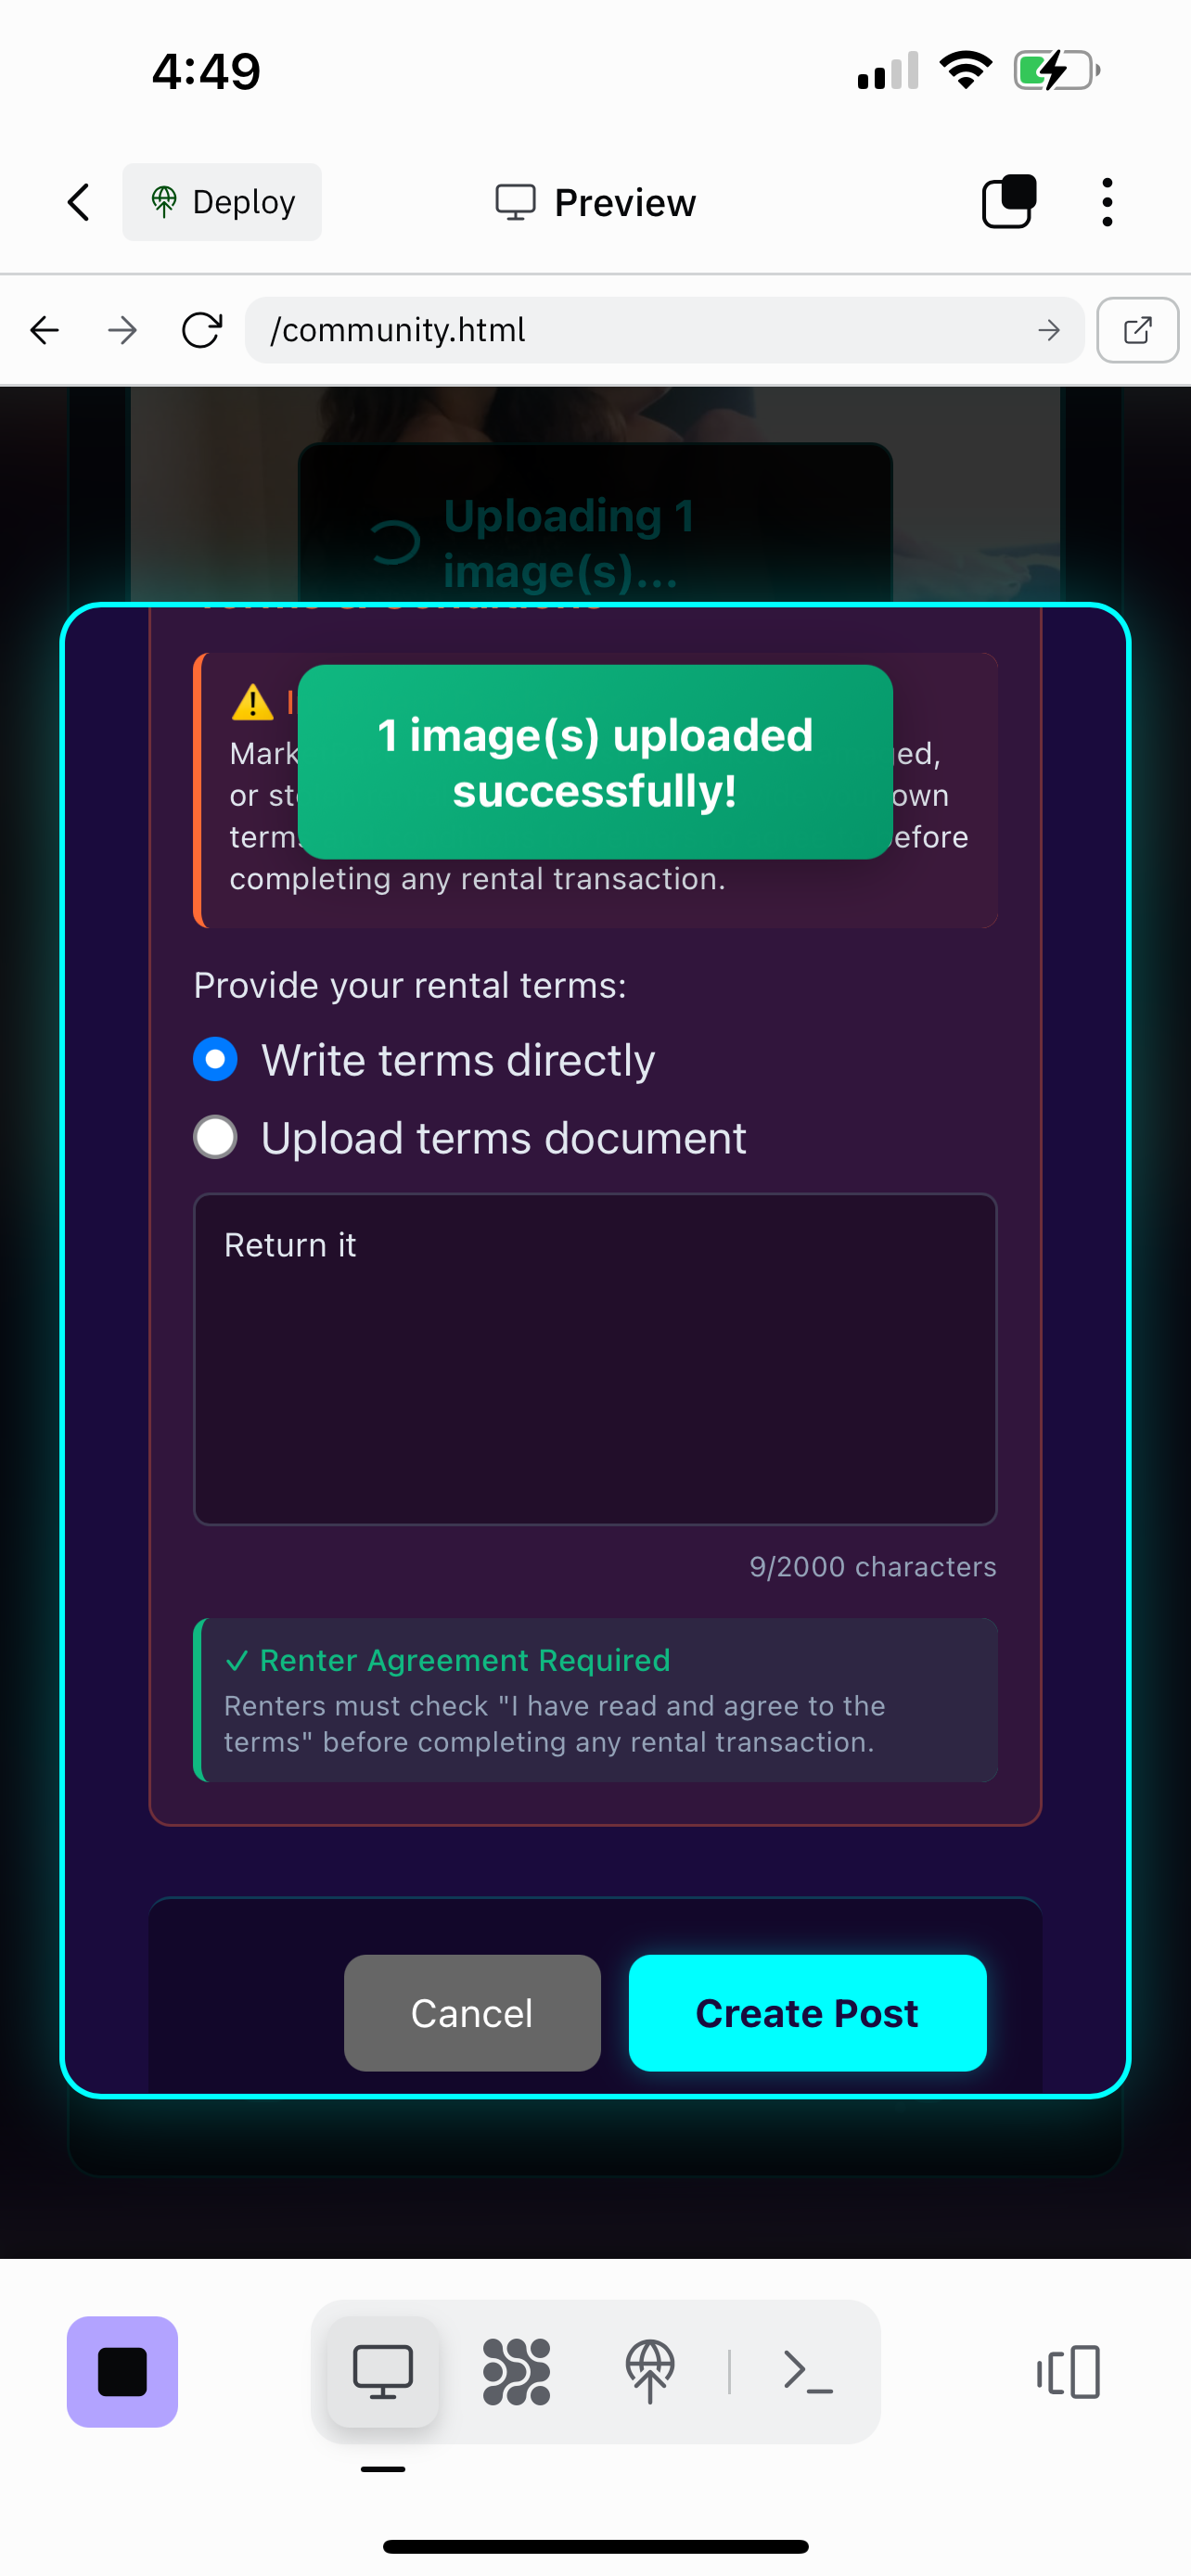 4:49
Deploy
Preview
/community.html
Uploading 1
image(s)...
1 image(s) uploaded
successfully!
Mark ed,
or st own
terms efore
completing any rental transaction.
Provide your rental terms:
Write terms directly
Upload terms document
Return it
9/2000 characters
✓ Renter Agreement Required
Renters must check "I have read and agree to the
terms" before completing any rental transaction.
Cancel
Create Post